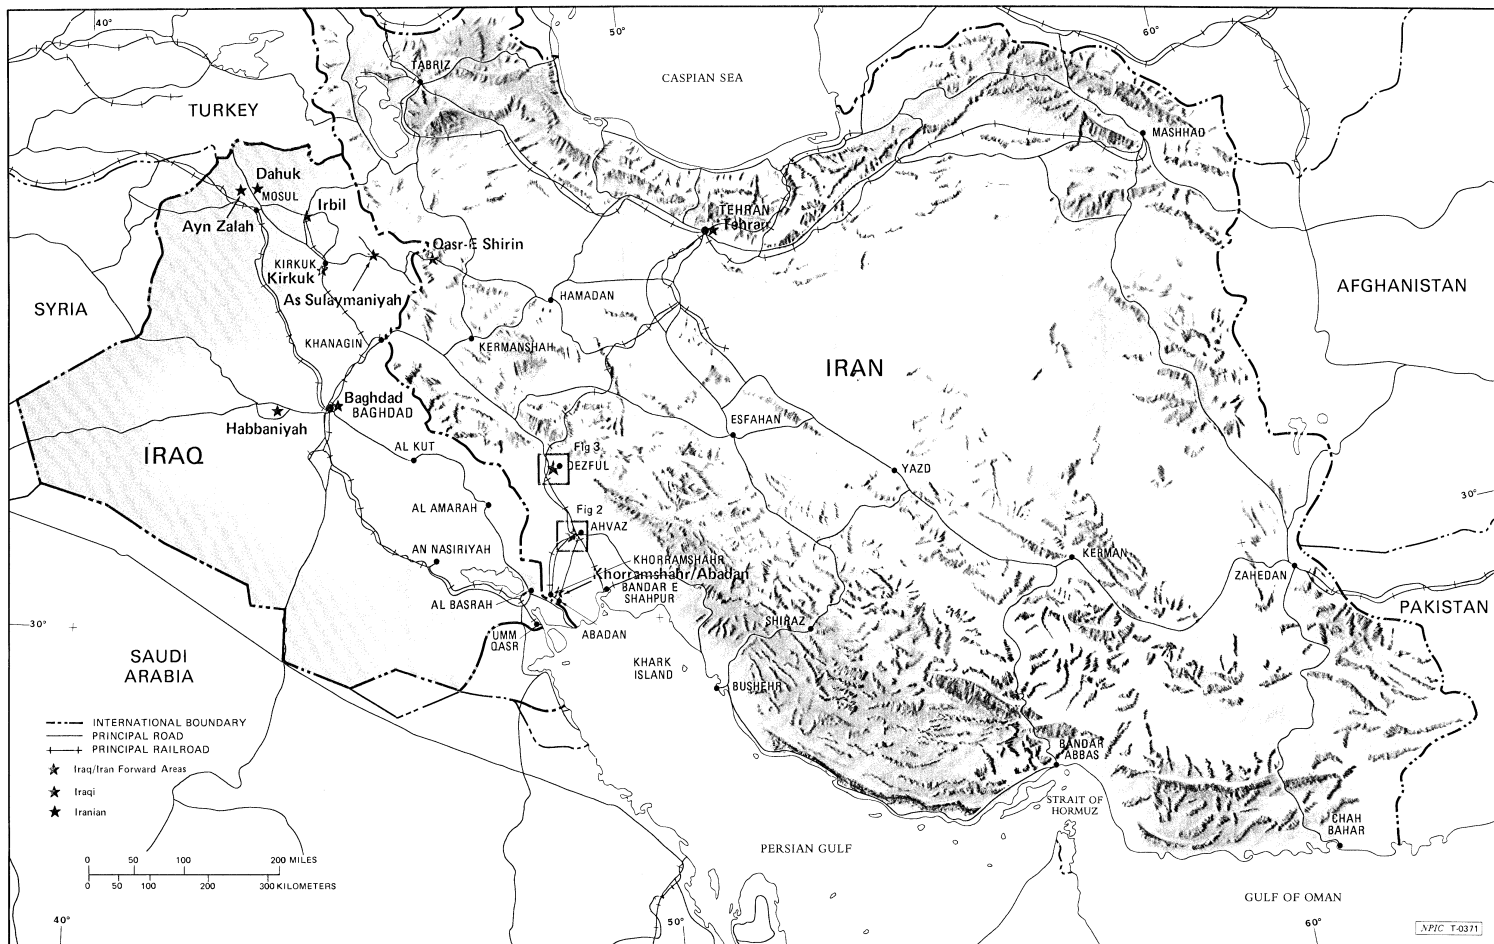 40°
50°
60°
TABRIZ
CASPIAN SEA
TURKEY
MASHHAD
Dahuk
MOSUL
Irbil
Ayn Zalah
TEHRAN
Tehran
Qasr-E Shirin
KIRKUK
Kirkuk
As Sulaymaniyah
HAMADAN
AFGHANISTAN
SYRIA
KHANAGIN
KERMANSHAH
IRAN
Baghdad
BAGHDAD
Habbaniyah
ESFAHAN
IRAQ
AL KUT
Fig 3
DEZFUL
YAZD
30°
AL AMARAH
Fig 2
AHVAZ
AN NASIRIYAH
KHORRAMSHAHR
Khorramshahr/Abadan
KERMAN
BANDAR E
SHAHPUR
ZAHEDAN
AL BASRAH
PAKISTAN
30°
UMM
QASR
ABADAN
SHIRAZ
SAUDI
ARABIA
KHARK
ISLAND
BUSHEHR
INTERNATIONAL BOUNDARY
PRINCIPAL ROAD
PRINCIPAL RAILROAD
Iraq/Iran Forward Areas
Iraqi
Iranian
BANDAR
ABBAS
STRAIT OF
HORMUZ
CHAH
BAHAR
PERSIAN GULF
0 50 100 200 MILES
0 50 100 200 300 KILOMETERS
GULF OF OMAN
40°
50°
60°
NPIC T-0371